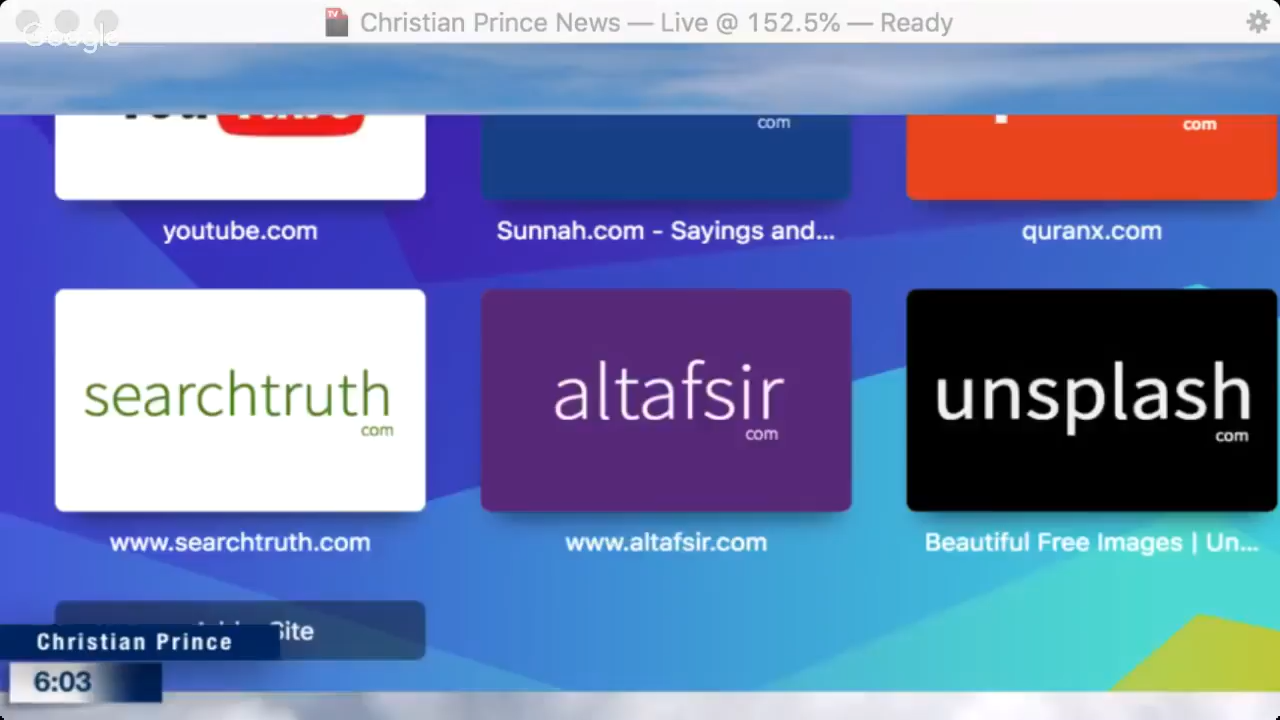 Christian Prince News — Live @ 152.5% — Ready
Google
YouTube
com
com
youtube.com
Sunnah.com - Sayings and...
quranx.com
searchtruth
com
altafsir
com
unsplash
com
www.searchtruth.com
www.altafsir.com
Beautiful Free Images | Un...
Site
Christian Prince
6:03